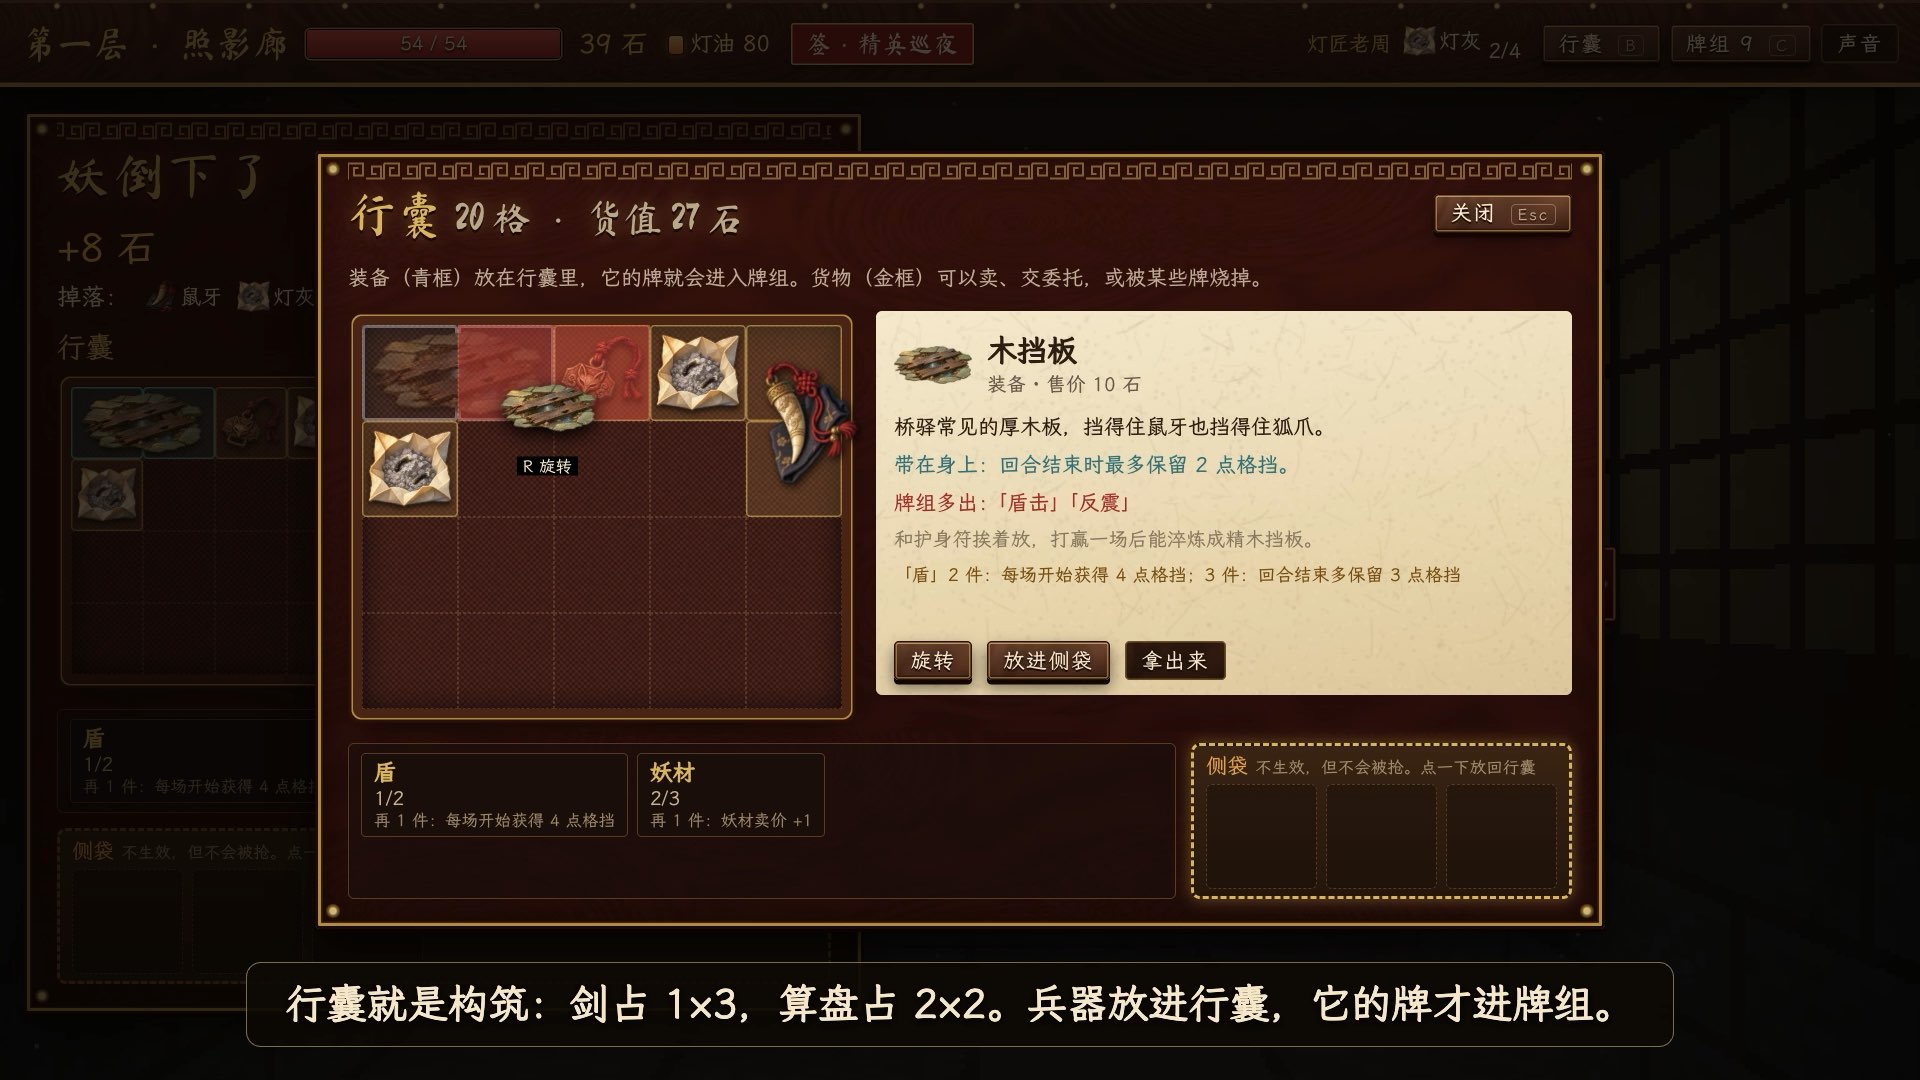 第一层 · 照影廊
54 / 54
39 石
灯油 80
签 · 精英巡夜
灯匠老周
灯灰 2/4
行囊 B
牌组 9 C
声音
妖倒下了
+8 石
掉落： 鼠牙 灯灰
行囊
盾
1/2
再 1 件：每场开始获得 4 点格挡
侧袋 不生效，但不会被抢。点一
行囊 20 格 · 货值 27 石
关闭 Esc
装备（青框）放在行囊里，它的牌就会进入牌组。货物（金框）可以卖、交委托，或被某些牌烧掉。
R 旋转
木挡板
装备 · 售价 10 石
桥驿常见的厚木板，挡得住鼠牙也挡得住狐爪。
带在身上：回合结束时最多保留 2 点格挡。
牌组多出：「盾击」「反震」
和护身符挨着放，打赢一场后能淬炼成精木挡板。
「盾」2 件：每场开始获得 4 点格挡；3 件：回合结束多保留 3 点格挡
旋转
放进侧袋
拿出来
盾
1/2
再 1 件：每场开始获得 4 点格挡
妖材
2/3
再 1 件：妖材卖价 +1
侧袋 不生效，但不会被抢。点一下放回行囊
行囊就是构筑：剑占 1×3，算盘占 2×2。兵器放进行囊，它的牌才进牌组。